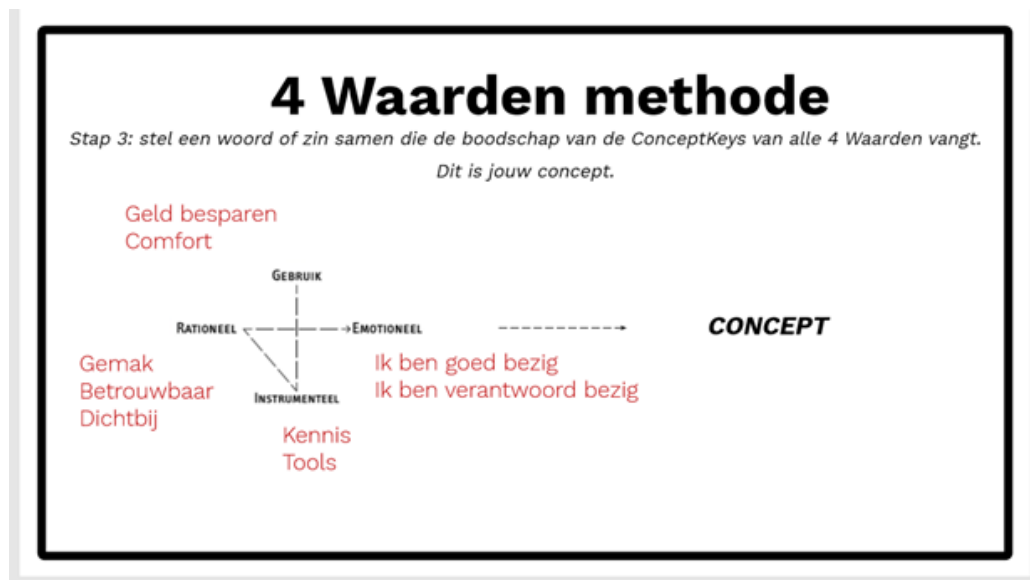 4 Waarden methode
Stap 3: stel een woord of zin samen die de boodschap van de ConceptKeys van alle 4 Waarden vangt.
Dit is jouw concept.
Geld besparen
Comfort
GEBRUIK
RATIONEEL
EMOTIONEEL
CONCEPT
Gemak
Betrouwbaar
Dichtbij
Ik ben goed bezig
Ik ben verantwoord bezig
INSTRUMENTEEL
Kennis
Tools